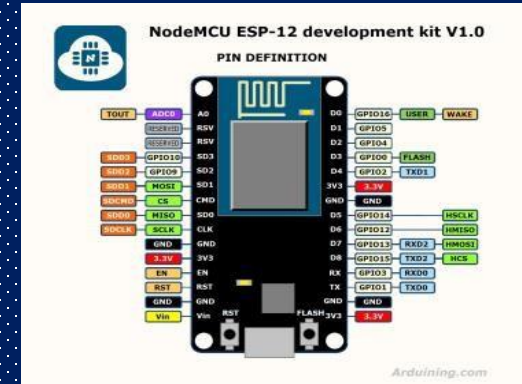 NodeMCU ESP-12 development kit V1.0
PIN DEFINITION
TOUT ADC0 A0 D0 GPIO16 USER WAKE
RESERVED RSV D1 GPIO5
RESERVED RSV D2 GPIO4
SDD3 GPIO10 SD3 D3 GPIO0 FLASH
SDD2 GPIO9 SD2 D4 GPIO2 TXD1
SDD1 MOSI SD1 3V3 3.3V
SDCMD CS CMD GND GND
SDD0 MISO SD0 D5 GPIO14 HSCLK
SDCLK SCLK CLK D6 GPIO12 HMISO
GND GND D7 GPIO13 RXD2 HMOSI
3.3V 3V3 D8 GPIO15 TXD2 HCS
EN EN RX GPIO3 RXD0
RST RST TX GPIO1 TXD0
GND GND GND GND
Vin Vin RST FLASH 3V3 3.3V
Arduining.com